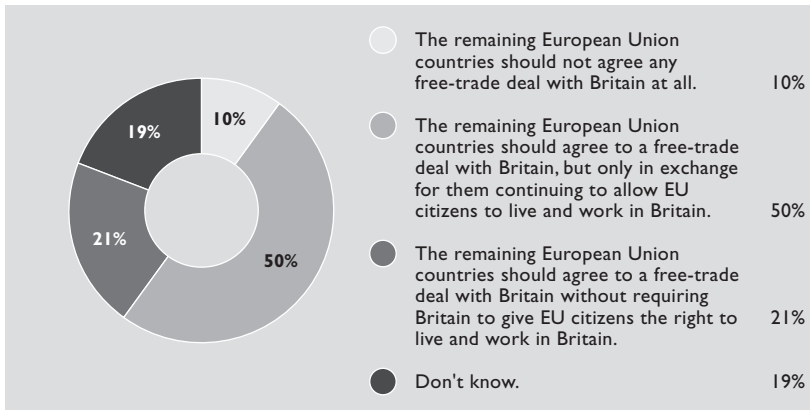 10%
50%
21%
19%
The remaining European Union
countries should not agree any
free-trade deal with Britain at all. 10%
The remaining European Union
countries should agree to a free-trade
deal with Britain, but only in exchange
for them continuing to allow EU
citizens to live and work in Britain. 50%
The remaining European Union
countries should agree to a free-trade
deal with Britain without requiring
Britain to give EU citizens the right to 21%
live and work in Britain.
Don't know. 19%